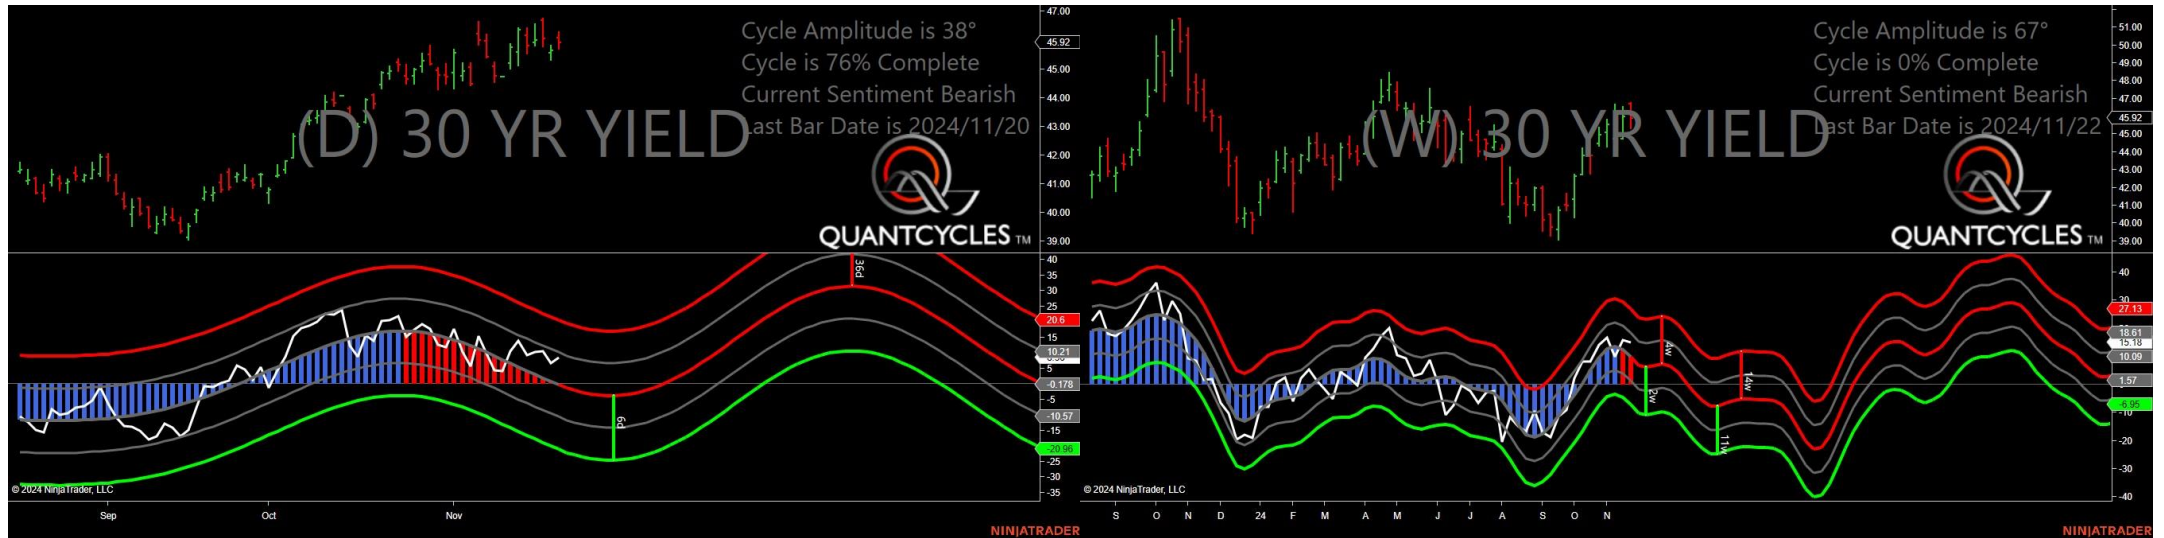 Cycle Amplitude is 38°
Cycle is 76% Complete
Current Sentiment Bearish
Last Bar Date is 2024/11/20
(D) 30 YR YIELD
QUANTCYCLES TM
47.00
45.92
45.00
44.00
43.00
42.00
41.00
40.00
39.00
36d
6d
40
35
30
25
20.6
15
10.21
5
-0.178
-5
-10.57
-15
-20.96
-25
-30
-35
© 2024 NinjaTrader, LLC
Sep Oct Nov
NINJATRADER
Cycle Amplitude is 67°
Cycle is 0% Complete
Current Sentiment Bearish
Last Bar Date is 2024/11/22
(W) 30 YR YIELD
QUANTCYCLES TM
51.00
50.00
49.00
48.00
47.00
45.92
45.00
44.00
43.00
42.00
41.00
40.00
39.00
4w
2w
14w
11w
40
30
27.13
18.61
15.18
10.09
1.57
-6.95
-10
-20
-30
-40
© 2024 NinjaTrader, LLC
S O N D 24 F M A M J J A S O N
NINJATRADER